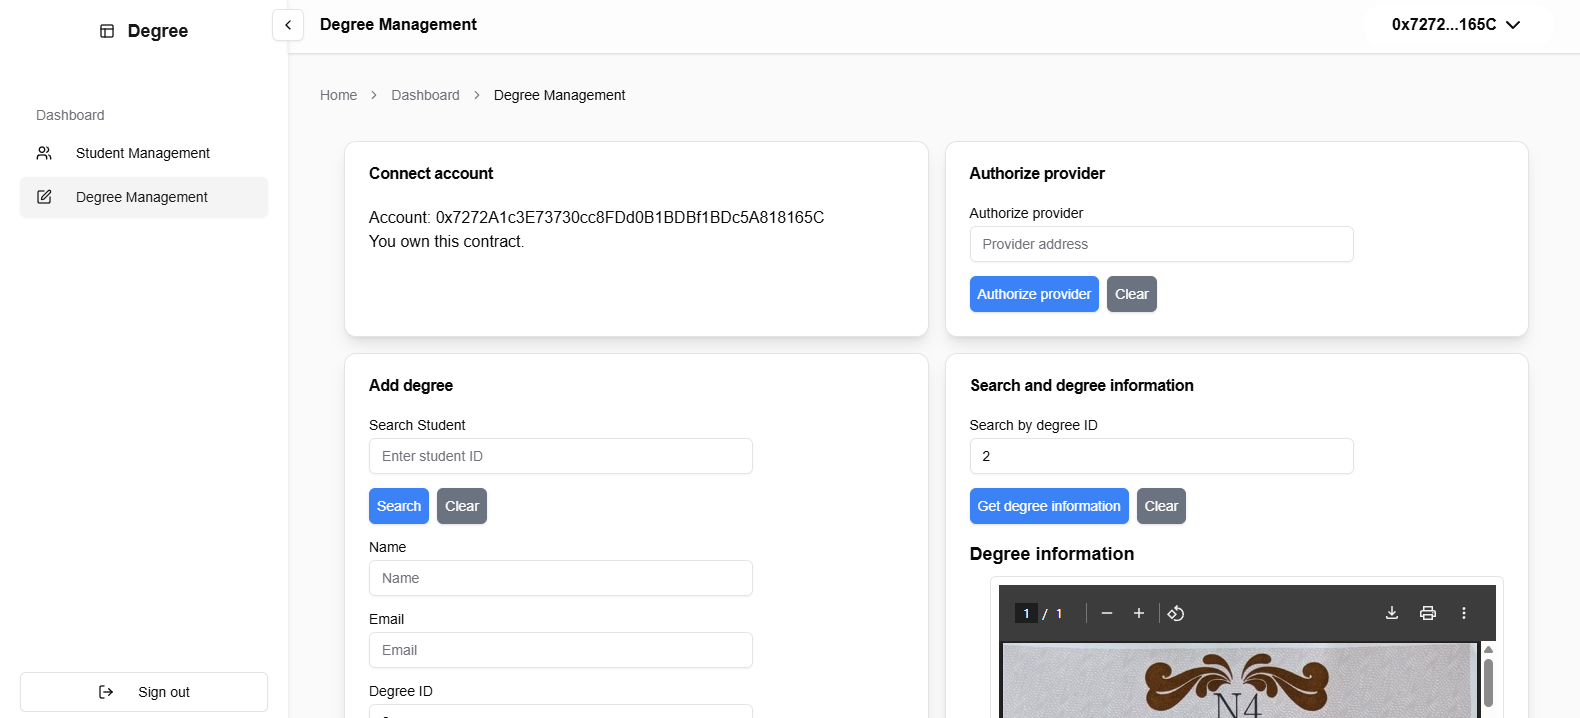 Degree
Degree Management
0x7272...165C
Home
Dashboard
Degree Management
Dashboard
Student Management
Degree Management
Sign out
Connect account
Account: 0x7272A1c3E73730cc8FDd0B1BDBf1BDc5A818165C
You own this contract.
Authorize provider
Authorize provider
Provider address
Authorize provider
Clear
Add degree
Search Student
Enter student ID
Search
Clear
Name
Name
Email
Email
Degree ID
Search and degree information
Search by degree ID
2
Get degree information
Clear
Degree information
1 / 1
N4